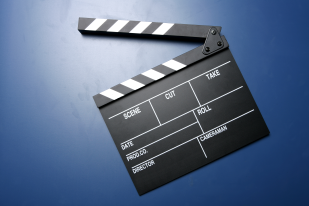 SCENE CUT TAKE
DATE ROLL
PROD CO. CAMERAMAN
DIRECTOR